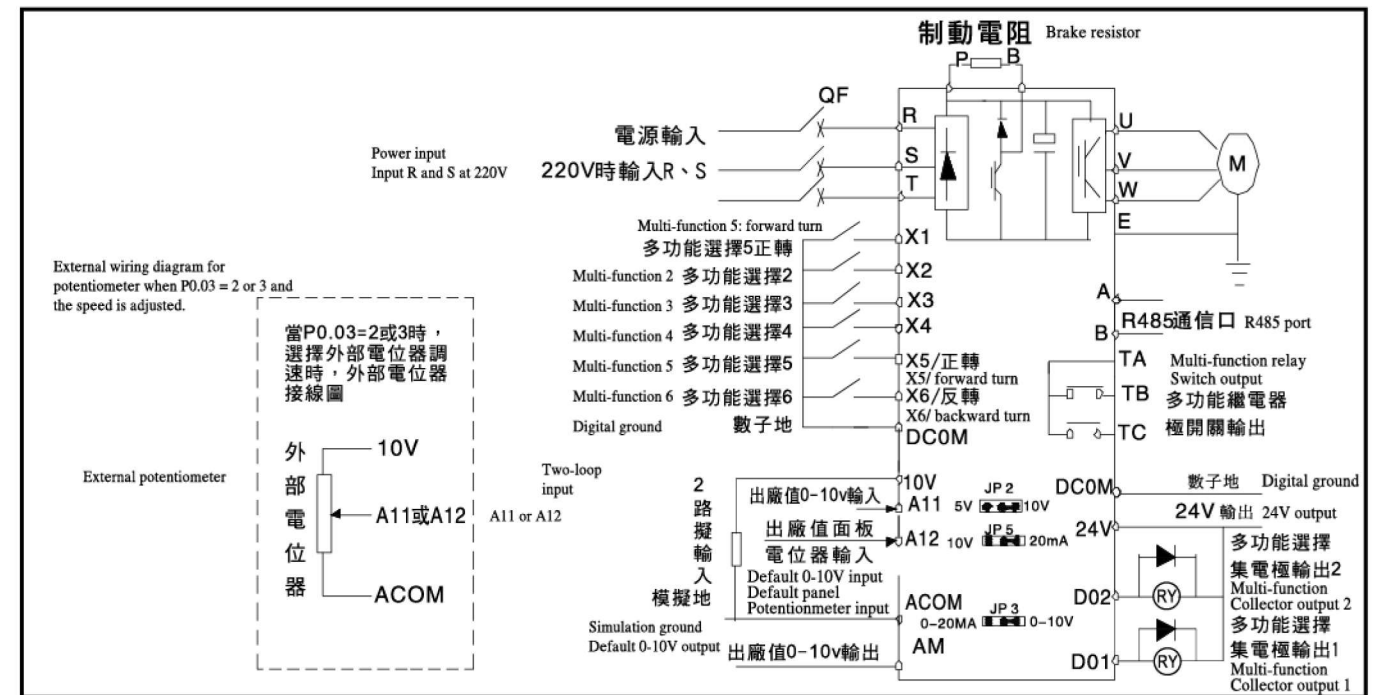 制動電阻 Brake resistor
P B
QF
電源輸入
Power input
Input R and S at 220V
220V時輸入R、S
R
S
T
U
V
W
E
M
Multi-function 5: forward turn
多功能選擇5正轉
X1
Multi-function 2 多功能選擇2
X2
Multi-function 3 多功能選擇3
X3
Multi-function 4 多功能選擇4
X4
Multi-function 5 多功能選擇5
X5/正轉
X5/ forward turn
Multi-function 6 多功能選擇6
X6/反轉
X6/ backward turn
Digital ground 數子地
DC0M
A
B
R485通信口 R485 port
TA
TB
TC
Multi-function relay
Switch output
多功能繼電器
極開關輸出
External wiring diagram for
potentiometer when P0.03 = 2 or 3 and
the speed is adjusted.
當P0.03=2或3時，
選擇外部電位器調
速時，外部電位器
接線圖
External potentiometer
外部電位器
10V
A11或A12
A11 or A12
ACOM
Two-loop
input
2路擬輸入
模擬地
10V
出廠值0-10v輸入
A11 5V JP2 10V
出廠值面板
電位器輸入
A12 10V JP5 20mA
Default 0-10V input
Default panel
Potentionmeter input
ACOM
0-20MA JP3 0-10V
Simulation ground
Default 0-10V output
出廠值0-10v輸出
AM
DC0M
數子地 Digital ground
24V
24V 輸出 24V output
D02
RY
多功能選擇
集電極輸出2
Multi-function
Collector output 2
D01
RY
多功能選擇
集電極輸出1
Multi-function
Collector output 1